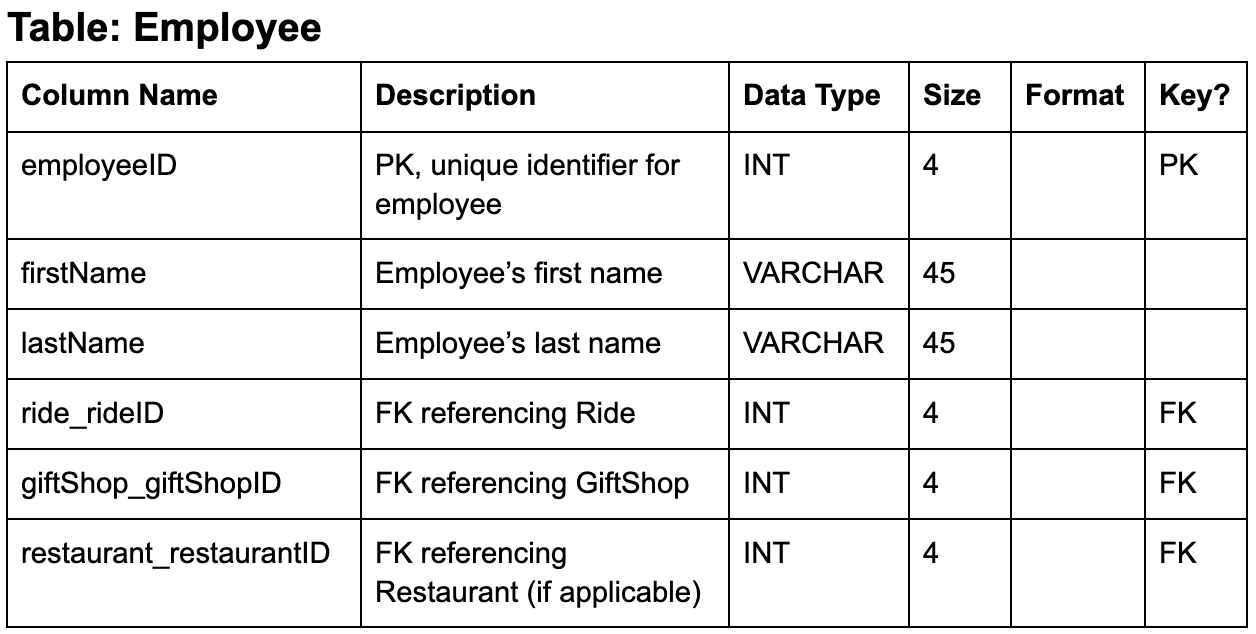 Table: Employee
Column Name Description Data Type Size Format Key?
employeeID PK, unique identifier for INT 4 PK
employee
firstName Employee’s first name VARCHAR 45
lastName Employee’s last name VARCHAR 45
ride_rideID FK referencing Ride INT 4 FK
giftShop_giftShopID FK referencing GiftShop INT 4 FK
restaurant_restaurantID FK referencing INT 4 FK
Restaurant (if applicable)